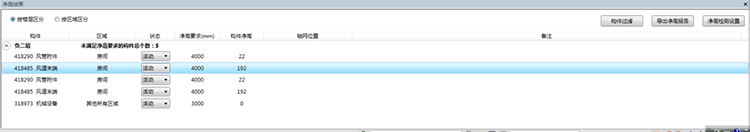 净高结果
按楼层区分 按区域区分 构件过滤 导出净高报告 净高检测设置
构件 区域 状态 净高要求(mm) 构件净高 轴网位置 备注
负二层 未满足净高要求的构件总个数：5
418290 风管附件 房间 活动 4000 22
418485 风道末端 房间 活动 4000 192
418290 风管附件 房间 活动 4000 22
418485 风道末端 房间 活动 4000 192
318973 机械设备 其他所有区域 活动 3000 0